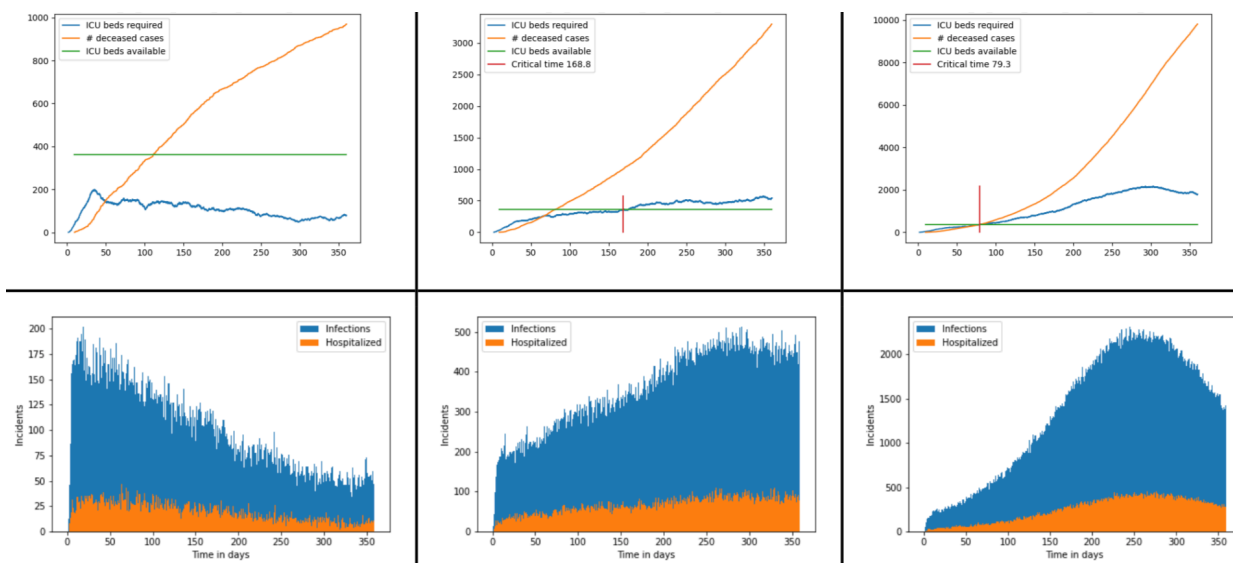 ICU beds required
# deceased cases
ICU beds available
1000
800
600
400
200
0
0 50 100 150 200 250 300 350
ICU beds required
# deceased cases
ICU beds available
Critical time 168.8
3000
2500
2000
1500
1000
500
0
0 50 100 150 200 250 300 350
ICU beds required
# deceased cases
ICU beds available
Critical time 79.3
10000
8000
6000
4000
2000
0
0 50 100 150 200 250 300 350
Infections
Hospitalized
Incidents
200
175
150
125
100
75
50
25
0
0 50 100 150 200 250 300 350
Time in days
Infections
Hospitalized
Incidents
500
400
300
200
100
0
0 50 100 150 200 250 300 350
Time in days
Infections
Hospitalized
Incidents
2000
1500
1000
500
0
0 50 100 150 200 250 300 350
Time in days